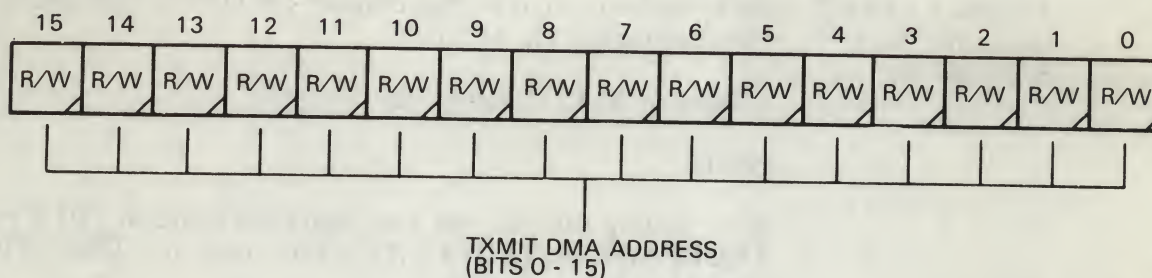 15 14 13 12 11 10 9 8 7 6 5 4 3 2 1 0
R/W R/W R/W R/W R/W R/W R/W R/W R/W R/W R/W R/W R/W R/W R/W R/W
TXMIT DMA ADDRESS
(BITS 0 - 15)